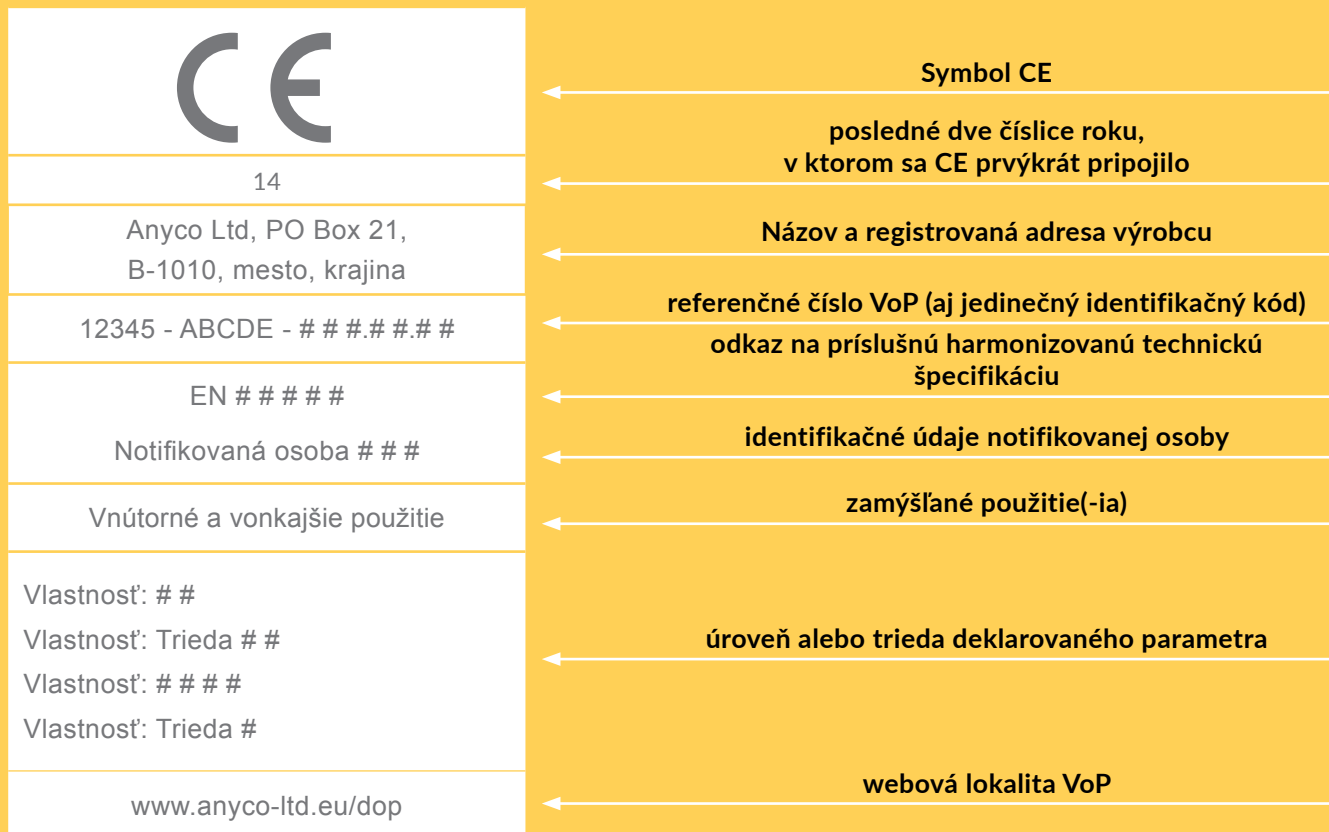 CE
Symbol CE
posledné dve číslice roku,
v ktorom sa CE prvýkrát pripojilo
14
Anyco Ltd, PO Box 21,
B-1010, mesto, krajina
Názov a registrovaná adresa výrobcu
12345 - ABCDE - # # #.# #.# #
referenčné číslo VoP (aj jedinečný identifikačný kód)
odkaz na príslušnú harmonizovanú technickú
špecifikáciu
EN # # # # #
Notifikovaná osoba # # #
identifikačné údaje notifikovanej osoby
Vnútorné a vonkajšie použitie
zamýšľané použitie(-ia)
Vlastnosť: # #
Vlastnosť: Trieda # #
Vlastnosť: # # # #
Vlastnosť: Trieda #
úroveň alebo trieda deklarovaného parametra
www.anyco-ltd.eu/dop
webová lokalita VoP